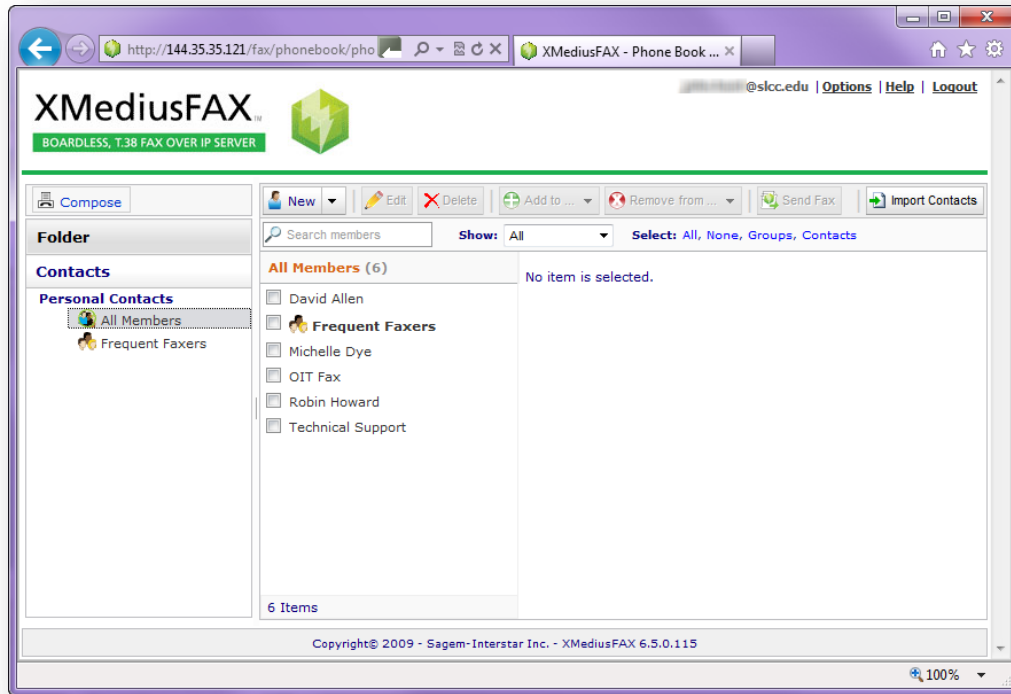 http://144.35.35.121/fax/phonebook/pho
XMediusFAX - Phone Book ...
@slcc.edu | Options | Help | Logout
XMediusFAX™
BOARDLESS, T.38 FAX OVER IP SERVER
Compose
New Edit Delete Add to ... Remove from ... Send Fax Import Contacts
Folder
Search members Show: All Select: All, None, Groups, Contacts
Contacts
All Members (6)
No item is selected.
Personal Contacts
All Members
Frequent Faxers
David Allen
Frequent Faxers
Michelle Dye
OIT Fax
Robin Howard
Technical Support
6 Items
Copyright© 2009 - Sagem-Interstar Inc. - XMediusFAX 6.5.0.115
100%